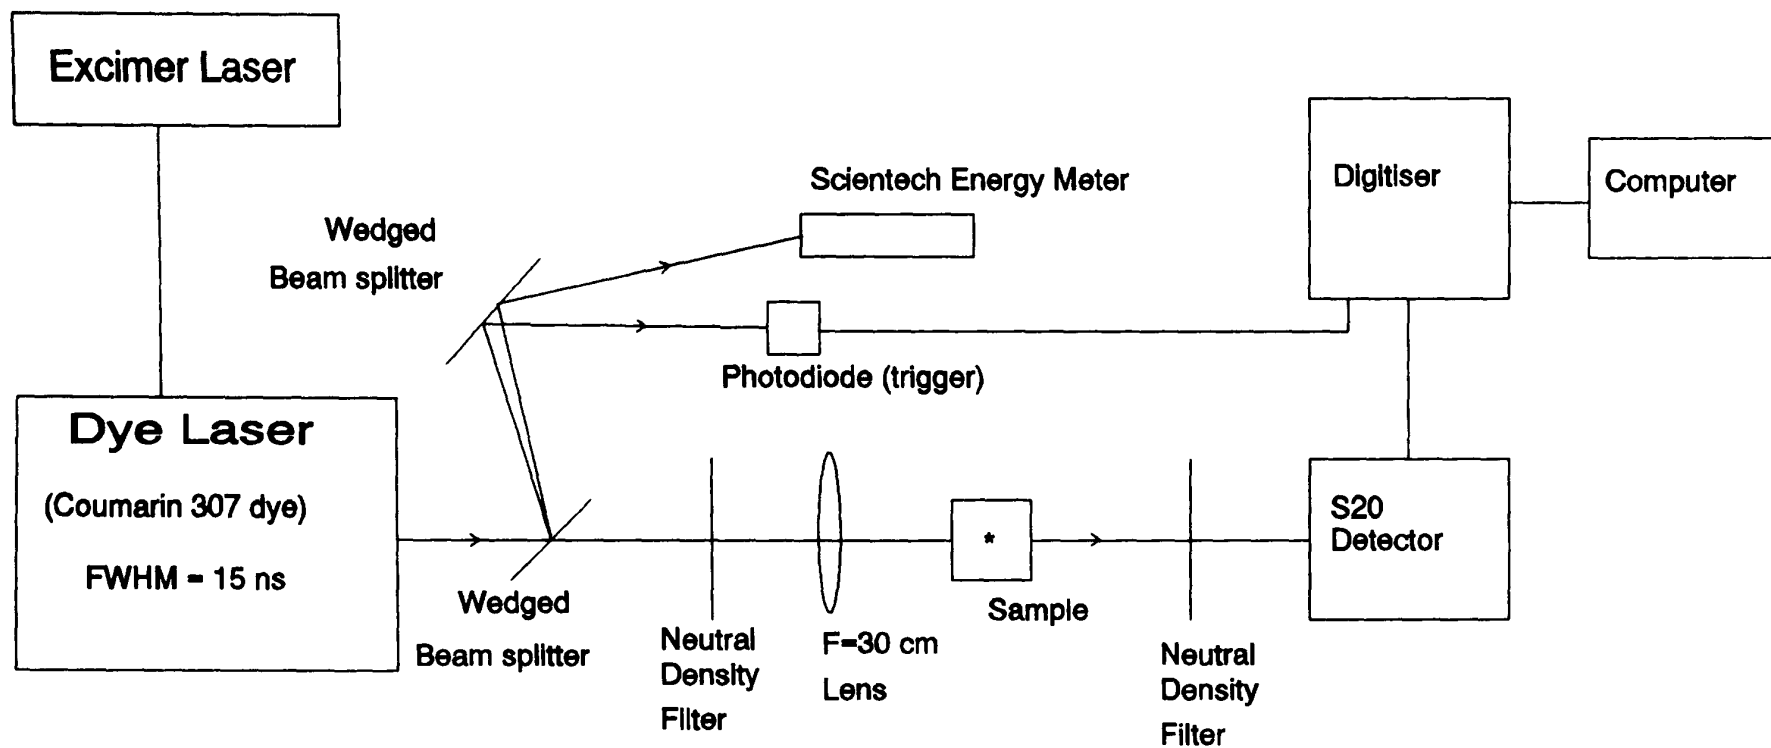 Excimer Laser
Scientech Energy Meter
Digitiser
Computer
Wedged
Beam splitter
Photodiode (trigger)
Dye Laser
(Coumarin 307 dye)
FWHM = 15 ns
S20
Detector
*
Wedged
Beam splitter
Neutral
Density
Filter
F=30 cm
Lens
Sample
Neutral
Density
Filter